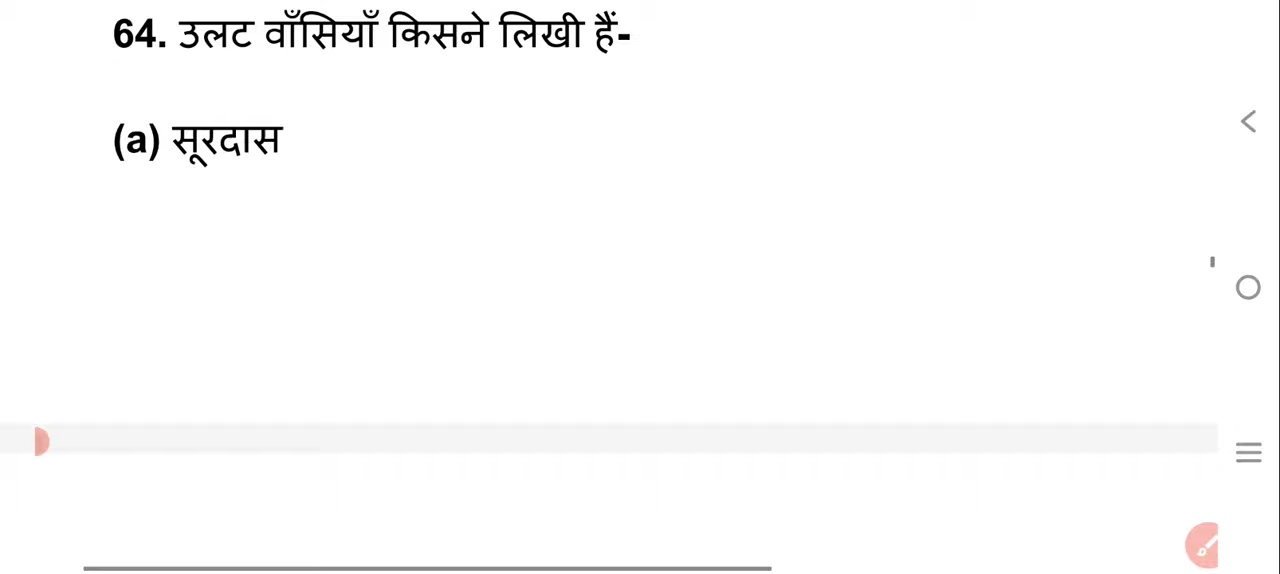 64. उलट वाँसियाँ किसने लिखी हैं-
(a) सूरदास